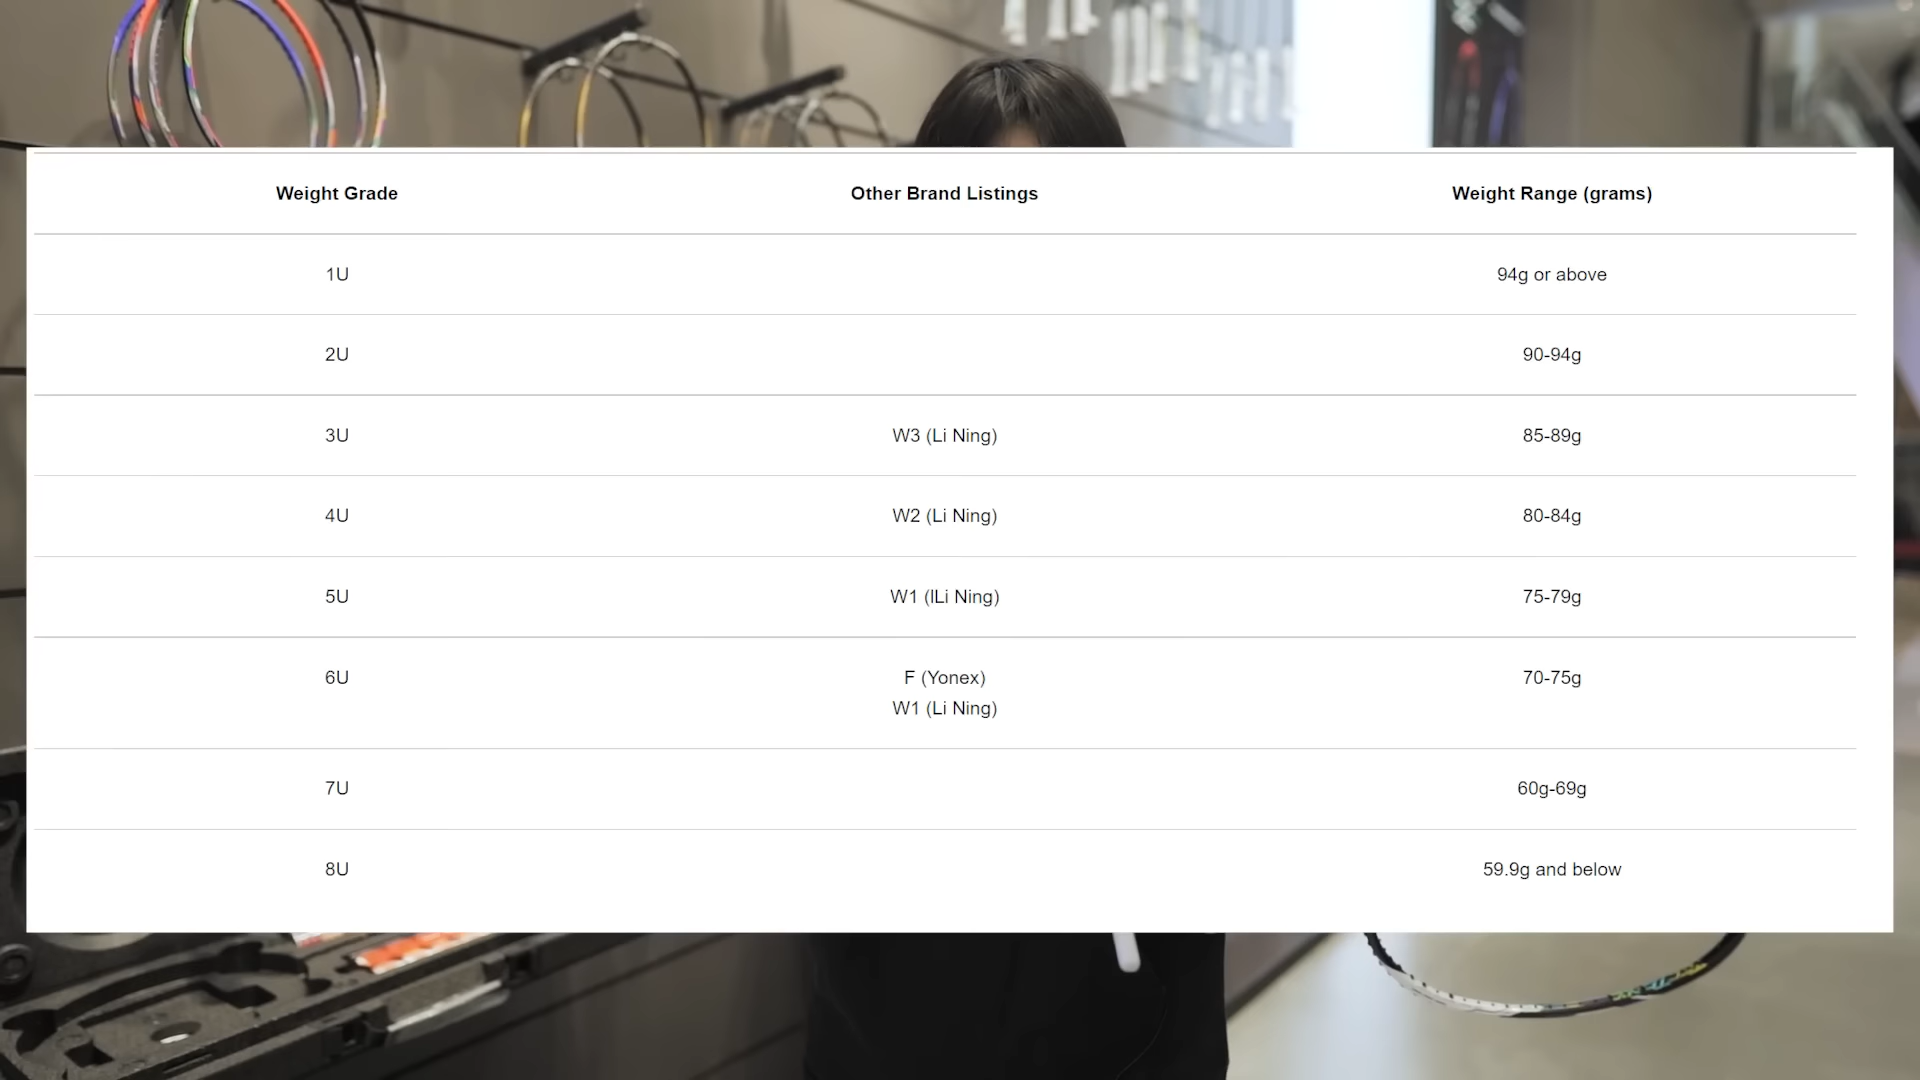 Weight Grade Other Brand Listings Weight Range (grams)
1U 94g or above
2U 90-94g
3U W3 (Li Ning) 85-89g
4U W2 (Li Ning) 80-84g
5U W1 (lLi Ning) 75-79g
6U F (Yonex) 70-75g
W1 (Li Ning)
7U 60g-69g
8U 59.9g and below